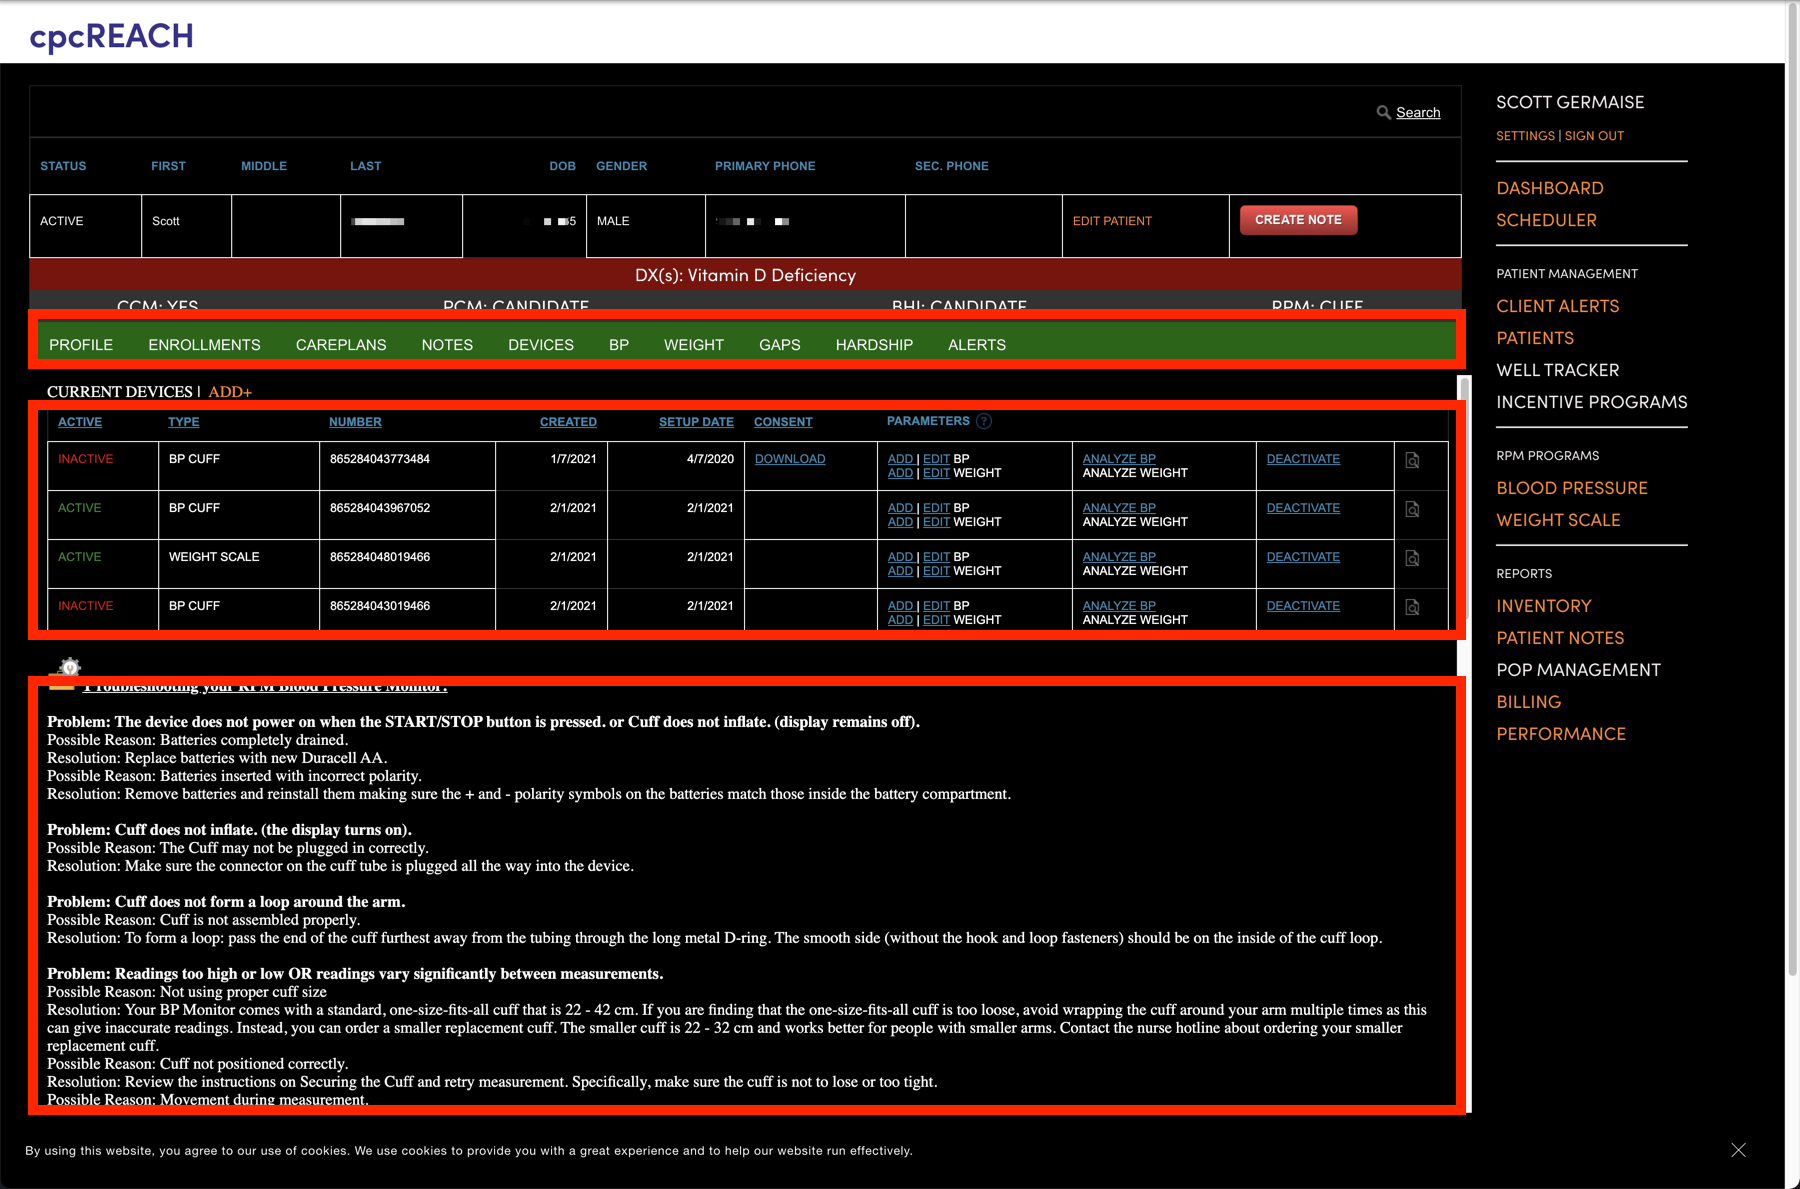 cpcREACH
Search
STATUS FIRST MIDDLE LAST DOB GENDER PRIMARY PHONE SEC. PHONE
ACTIVE Scott 5 MALE EDIT PATIENT CREATE NOTE
DX(s): Vitamin D Deficiency
CCM: YES PCM: CANDIDATE BHI: CANDIDATE RPM: CUFF
PROFILE ENROLLMENTS CAREPLANS NOTES DEVICES BP WEIGHT GAPS HARDSHIP ALERTS
CURRENT DEVICES | ADD+
ACTIVE TYPE NUMBER CREATED SETUP DATE CONSENT PARAMETERS ?
INACTIVE BP CUFF 865284043773484 1/7/2021 4/7/2020 DOWNLOAD ADD | EDIT BP ANALYZE BP DEACTIVATE
ADD | EDIT WEIGHT ANALYZE WEIGHT
ACTIVE BP CUFF 865284043967052 2/1/2021 2/1/2021 ADD | EDIT BP ANALYZE BP DEACTIVATE
ADD | EDIT WEIGHT ANALYZE WEIGHT
ACTIVE WEIGHT SCALE 865284048019466 2/1/2021 2/1/2021 ADD | EDIT BP ANALYZE BP DEACTIVATE
ADD | EDIT WEIGHT ANALYZE WEIGHT
INACTIVE BP CUFF 865284043019466 2/1/2021 2/1/2021 ADD | EDIT BP ANALYZE BP DEACTIVATE
ADD | EDIT WEIGHT ANALYZE WEIGHT
Troubleshooting your RPM Blood Pressure Monitor:
Problem: The device does not power on when the START/STOP button is pressed. or Cuff does not inflate. (display remains off).
Possible Reason: Batteries completely drained.
Resolution: Replace batteries with new Duracell AA.
Possible Reason: Batteries inserted with incorrect polarity.
Resolution: Remove batteries and reinstall them making sure the + and - polarity symbols on the batteries match those inside the battery compartment.
Problem: Cuff does not inflate. (the display turns on).
Possible Reason: The Cuff may not be plugged in correctly.
Resolution: Make sure the connector on the cuff tube is plugged all the way into the device.
Problem: Cuff does not form a loop around the arm.
Possible Reason: Cuff is not assembled properly.
Resolution: To form a loop: pass the end of the cuff furthest away from the tubing through the long metal D-ring. The smooth side (without the hook and loop fasteners) should be on the inside of the cuff loop.
Problem: Readings too high or low OR readings vary significantly between measurements.
Possible Reason: Not using proper cuff size
Resolution: Your BP Monitor comes with a standard, one-size-fits-all cuff that is 22 - 42 cm. If you are finding that the one-size-fits-all cuff is too loose, avoid wrapping the cuff around your arm multiple times as this
can give inaccurate readings. Instead, you can order a smaller replacement cuff. The smaller cuff is 22 - 32 cm and works better for people with smaller arms. Contact the nurse hotline about ordering your smaller
replacement cuff.
Possible Reason: Cuff not positioned correctly.
Resolution: Review the instructions on Securing the Cuff and retry measurement. Specifically, make sure the cuff is not to lose or too tight.
Possible Reason: Movement during measurement.
SCOTT GERMAISE
SETTINGS | SIGN OUT
DASHBOARD
SCHEDULER
PATIENT MANAGEMENT
CLIENT ALERTS
PATIENTS
WELL TRACKER
INCENTIVE PROGRAMS
RPM PROGRAMS
BLOOD PRESSURE
WEIGHT SCALE
REPORTS
INVENTORY
PATIENT NOTES
POP MANAGEMENT
BILLING
PERFORMANCE
By using this website, you agree to our use of cookies. We use cookies to provide you with a great experience and to help our website run effectively.